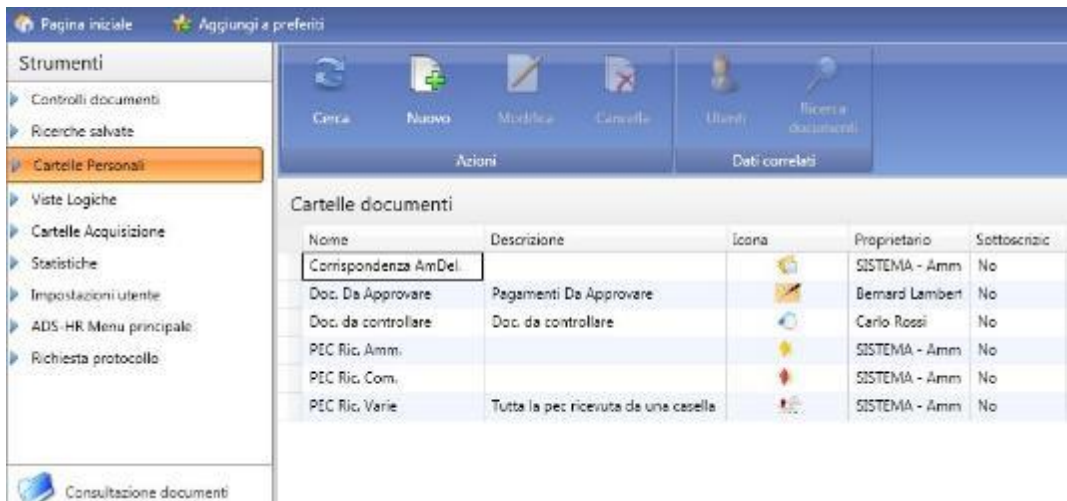 Pagina iniziale Aggiungi a preferiti
Strumenti
Controlli documenti
Ricerche salvate
Cartelle Personali
Viste Logiche
Cartelle Acquisizione
Statistiche
Impostazioni utente
ADS-HR Menu principale
Richiesta protocollo
Consultazione documenti
Cerca Nuovo Modifica Cancella Utenti Ricerca documenti
Azioni Dati correlati
Cartelle documenti
Nome Descrizione Icona Proprietario Sottoscrizic
Corrispondenza AmDel. SISTEMA - Amm No
Doc. Da Approvare Pagamenti Da Approvare Bernard Lambert No
Doc. da controllare Doc. da controllare Carlo Rossi No
PEC Ric. Amm. SISTEMA - Amm No
PEC Ric. Com. SISTEMA - Amm No
PEC Ric. Varie Tutta la pec ricevuta da una casella SISTEMA - Amm No